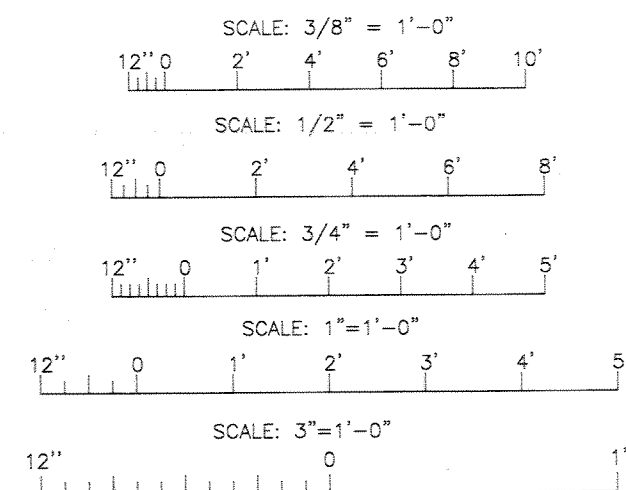 SCALE: 3/8" = 1'-0"
12'' 0 2' 4' 6' 8' 10'
SCALE: 1/2" = 1'-0"
12'' 0 2' 4' 6' 8'
SCALE: 3/4" = 1'-0"
12'' 0 1' 2' 3' 4' 5'
SCALE: 1"=1'-0"
12'' 0 1' 2' 3' 4' 5
SCALE: 3"=1'-0"
12'' 0 1'